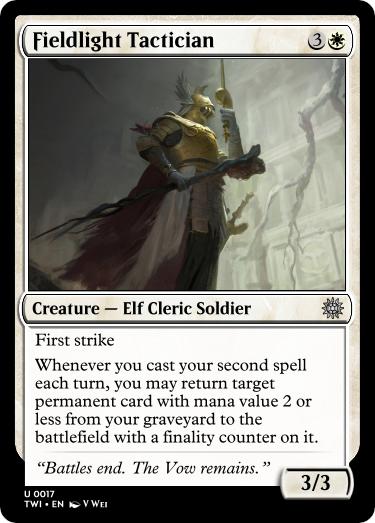 Fieldlight Tactician 3
Creature — Elf Cleric Soldier
First strike
Whenever you cast your second spell
each turn, you may return target
permanent card with mana value 2 or
less from your graveyard to the
battlefield with a finality counter on it.
“Battles end. The Vow remains.”
3/3
U 0017
TWI • EN V Wei